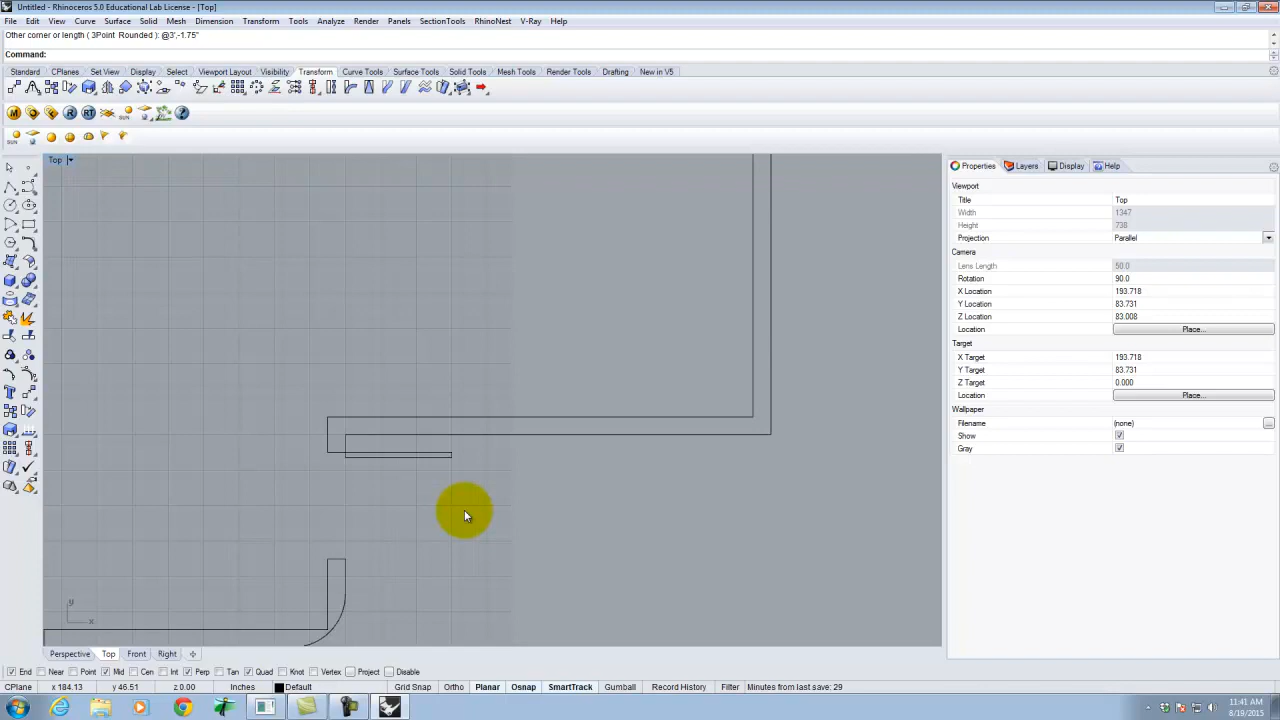 Untitled - Rhinoceros 5.0 Educational Lab License - [Top]
File Edit View Curve Surface Solid Mesh Dimension Transform Tools Analyze Render Panels SectionTools RhinoNest V-Ray Help
Other corner or length ( 3Point Rounded ): @3',-1.75"
Command:
Standard CPlanes Set View Display Select Viewport Layout Visibility Transform Curve Tools Surface Tools Solid Tools Mesh Tools Render Tools Drafting New in V5
M R RT SUN ?
SUN
Top
Properties Layers Display Help
Viewport
Title Top
Width 1347
Height 738
Projection Parallel
Camera
Lens Length 50.0
Rotation 90.0
X Location 193.718
Y Location 83.731
Z Location 83.008
Location Place...
Target
X Target 193.718
Y Target 83.731
Z Target 0.000
Location Place...
Wallpaper
Filename (none) ...
Show
Gray
y
x
Perspective Top Front Right
End Near Point Mid Cen Int Perp Tan Quad Knot Vertex Project Disable
CPlane x 184.13 y 46.51 z 0.00 Inches Default Grid Snap Ortho Planar Osnap SmartTrack Gumball Record History Filter Minutes from last save: 29
11:41 AM
8/19/2015